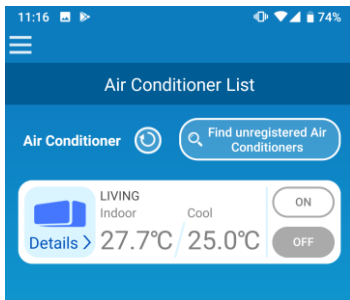 11:16 74%
Air Conditioner List
Air Conditioner
Find unregistered Air
Conditioners
LIVING
Indoor Cool
27.7℃ 25.0℃
Details
ON
OFF